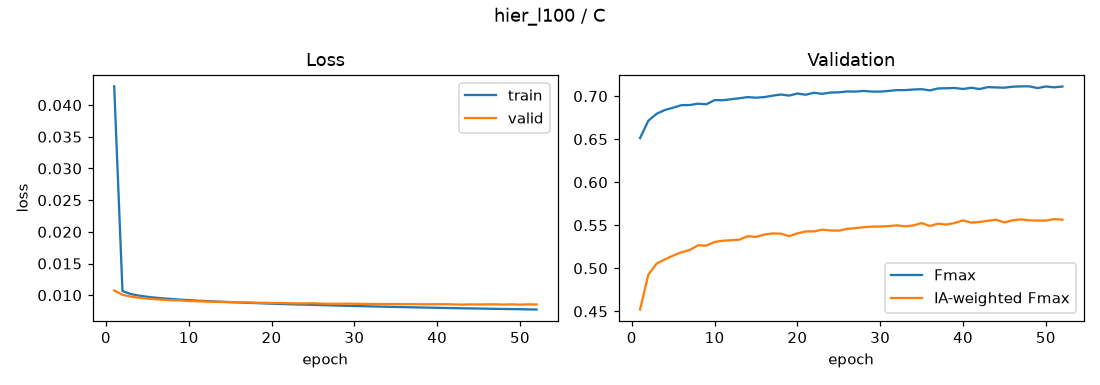 hier_l100 / C
Loss
loss
0.040
0.035
0.030
0.025
0.020
0.015
0.010
train
valid
0 10 20 30 40 50
epoch
Validation
0.70
0.65
0.60
0.55
0.50
0.45
Fmax
IA-weighted Fmax
0 10 20 30 40 50
epoch